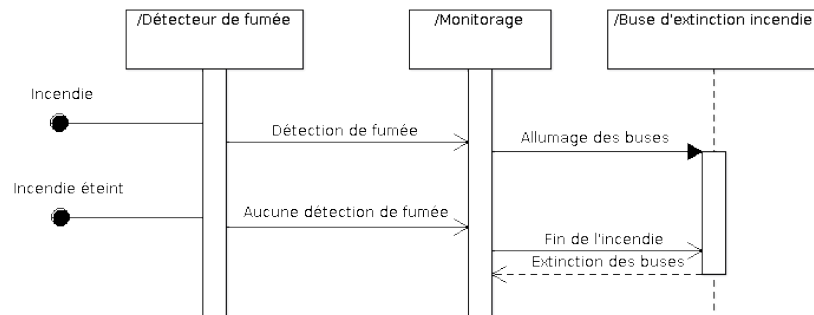 /Détecteur de fumée
/Monitorage
/Buse d'extinction incendie
Incendie
Détection de fumée
Allumage des buses
Incendie éteint
Aucune détection de fumée
Fin de l'incendie
Extinction des buses